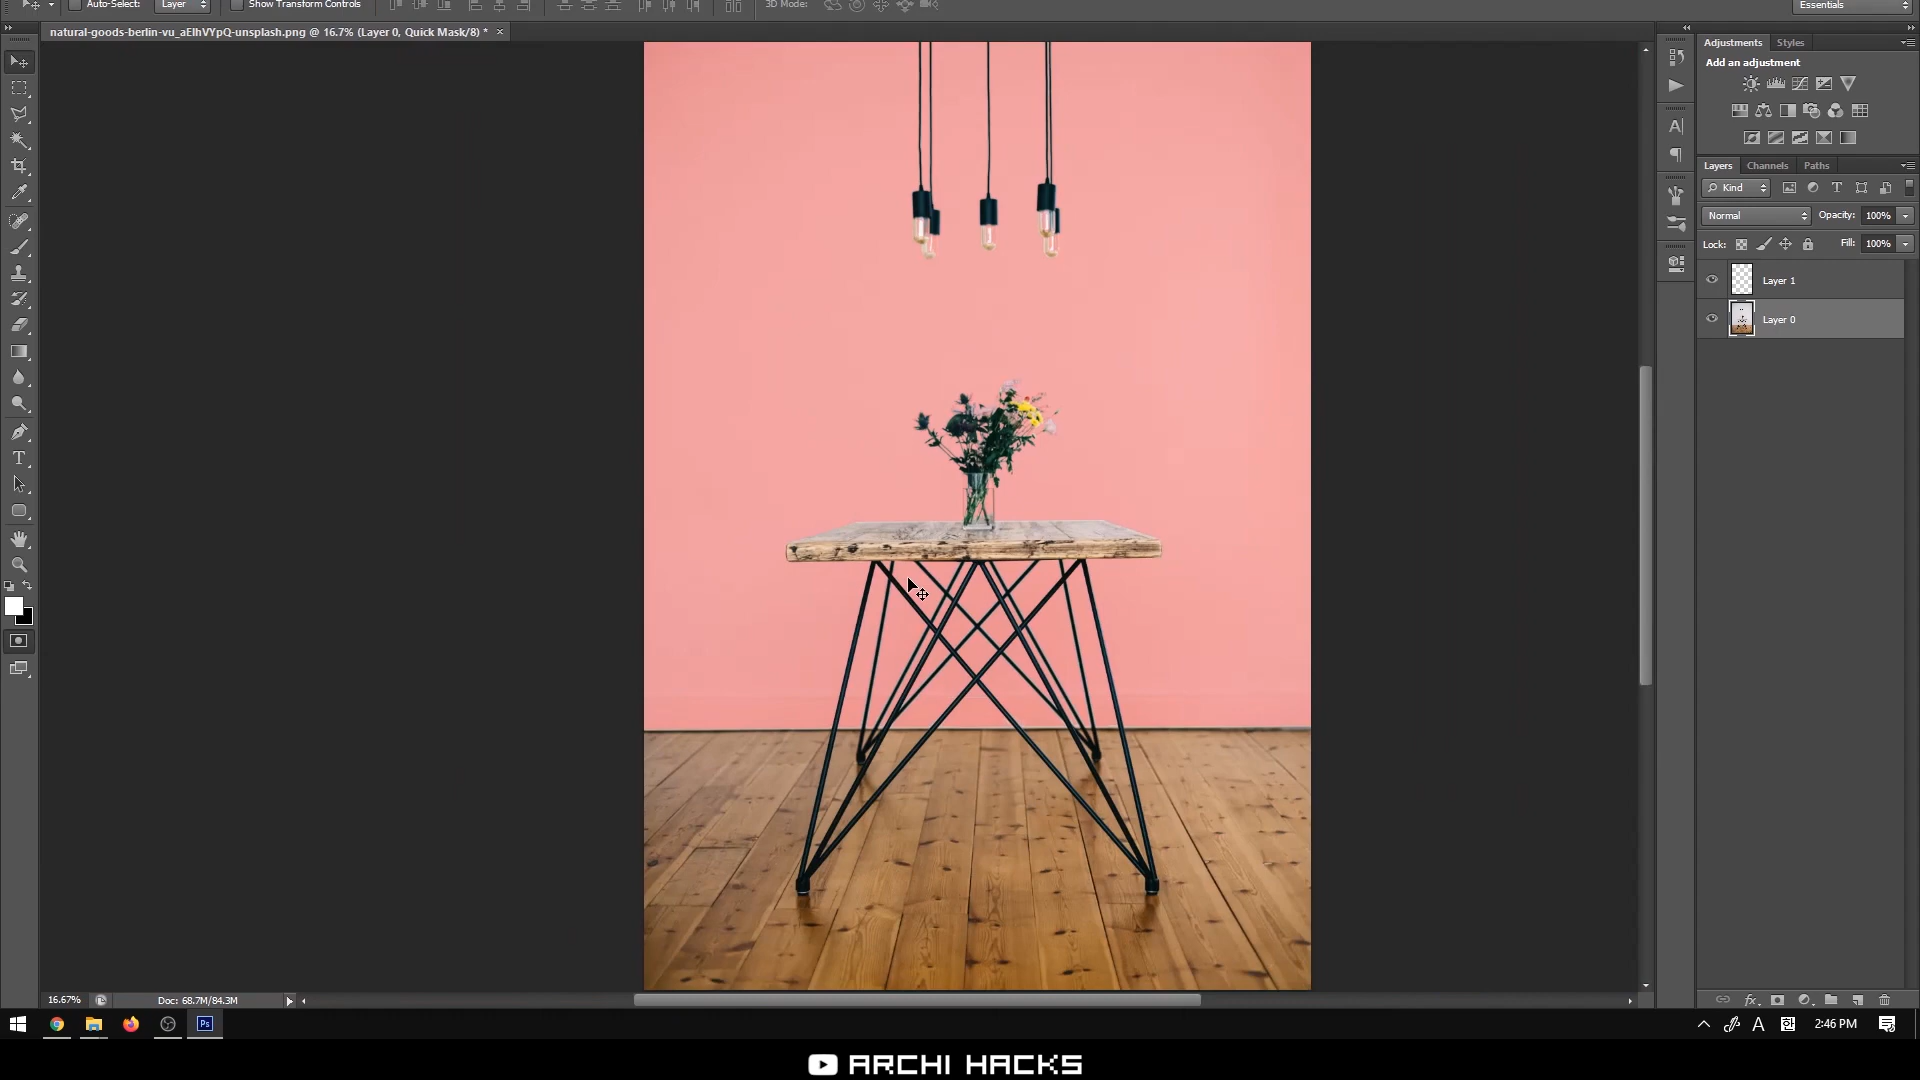 Auto-Select: Layer Show Transform Controls 3D Mode: Essentials
natural-goods-berlin-vu_aElhVYpQ-unsplash.png @ 16.7% (Layer 0, Quick Mask/8) * ×
Adjustments Styles
Add an adjustment
Layers Channels Paths
Kind
Normal Opacity: 100%
Lock: Fill: 100%
Layer 1
Layer 0
16.67% Doc: 68.7M/84.3M
Ps A 2:46 PM
ARCHI HACKS